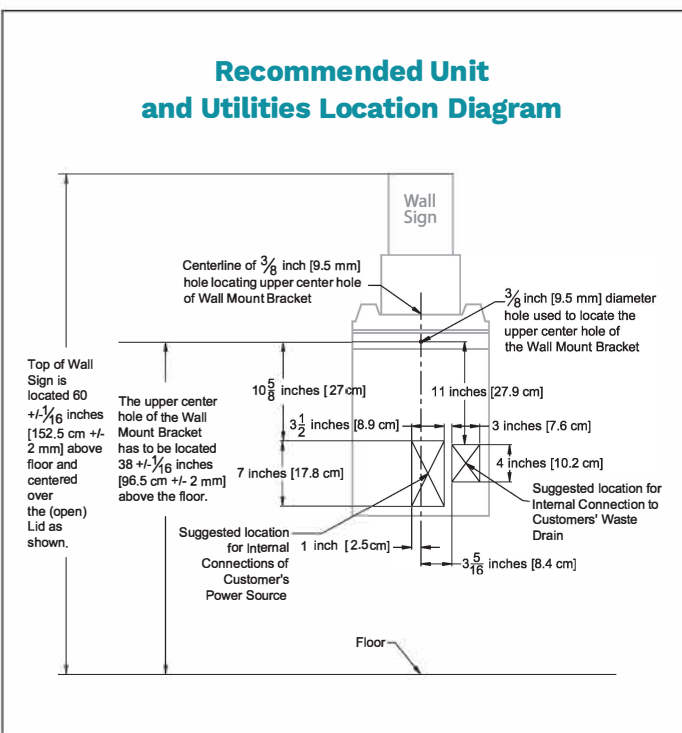 Recommended Unit
and Utilities Location Diagram
Wall
Sign
Centerline of 3/8 inch [9.5 mm]
hole locating upper center hole
of Wall Mount Bracket
3/8 inch [9.5 mm] diameter
hole used to locate the
upper center hole of
the Wall Mount Bracket
Top of Wall
Sign is
located 60
+/-1/16 inches
[152.5 cm +/-
2 mm] above
floor and
centered
over
the (open)
Lid as
shown.
The upper center
hole of the Wall
Mount Bracket
has to be located
38 +/-1/16 inches
[96.5 cm +/- 2 mm]
above the floor.
10 5/8 inches [27 cm]
11 inches [27.9 cm]
3 1/2 inches [8.9 cm]
3 inches [7.6 cm]
7 inches [17.8 cm]
4 inches [10.2 cm]
Suggested location for
Internal Connection to
Customers' Waste
Drain
Suggested location
for Internal
Connections of
Customer's
Power Source
1 inch [2.5cm]
3 5/16 inches [8.4 cm]
Floor